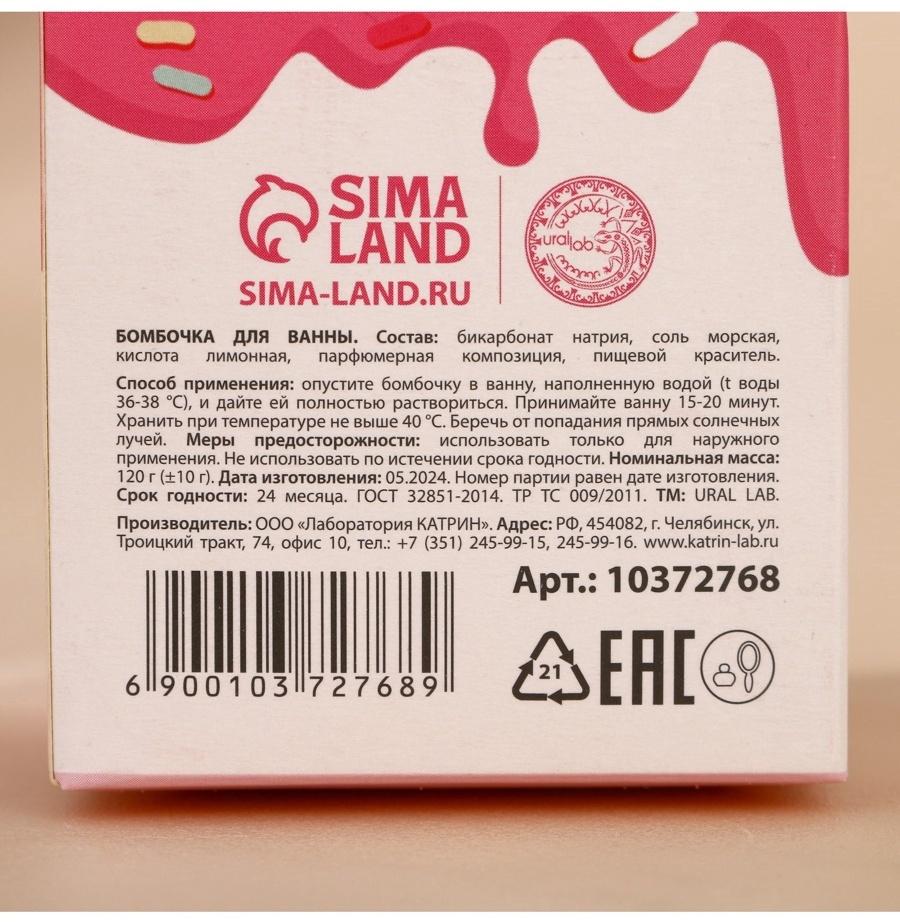 SIMA
LAND
SIMA-LAND.RU
ural lab
БОМБОЧКА ДЛЯ ВАННЫ. Состав: бикарбонат натрия, соль морская,
кислота лимонная, парфюмерная композиция, пищевой краситель.
Способ применения: опустите бомбочку в ванну, наполненную водой (t воды
36-38 °C), и дайте ей полностью раствориться. Принимайте ванну 15-20 минут.
Хранить при температуре не выше 40 °C. Беречь от попадания прямых солнечных
лучей. Меры предосторожности: использовать только для наружного
применения. Не использовать по истечении срока годности. Номинальная масса:
120 г (±10 г). Дата изготовления: 05.2024. Номер партии равен дате изготовления.
Срок годности: 24 месяца. ГОСТ 32851-2014. ТР ТС 009/2011. ТМ: URAL LAB.
Производитель: ООО «Лаборатория КАТРИН». Адрес: РФ, 454082, г. Челябинск, ул.
Троицкий тракт, 74, офис 10, тел.: +7 (351) 245-99-15, 245-99-16. www.katrin-lab.ru
Арт.: 10372768
21 EAC
6 900103 727689